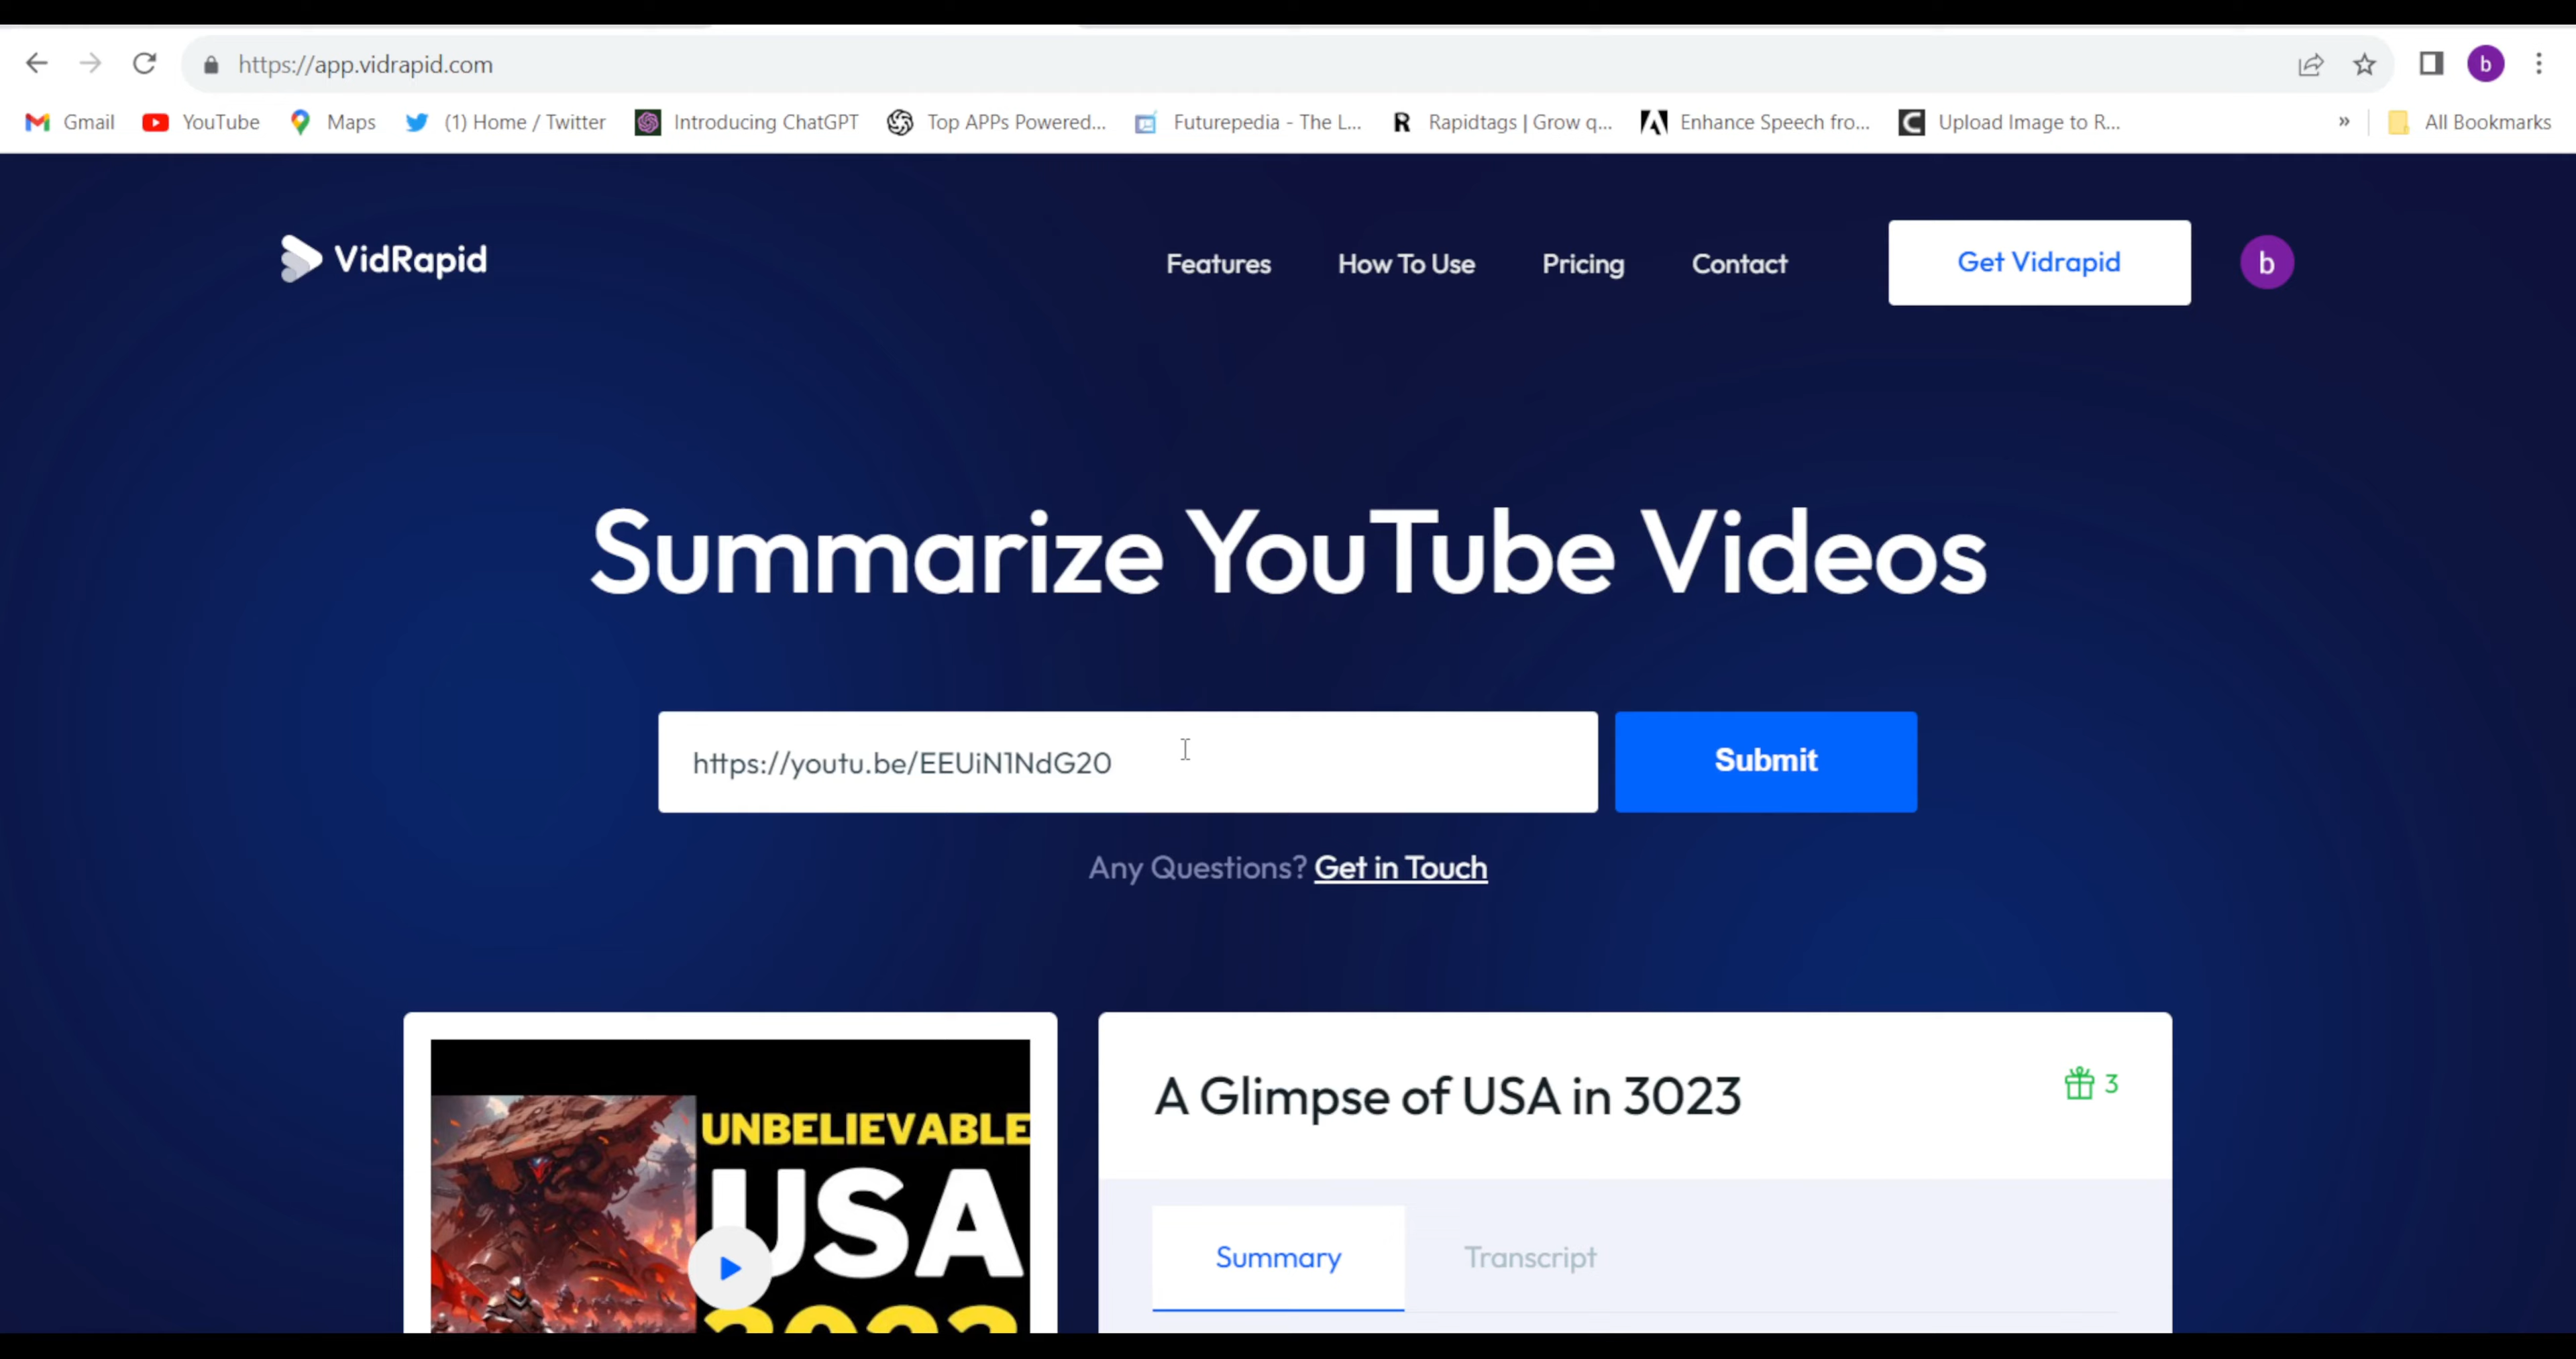 https://app.vidrapid.com
b
Gmail YouTube Maps (1) Home / Twitter Introducing ChatGPT Top APPs Powered... Futurepedia - The L... Rapidtags | Grow q... Enhance Speech fro... Upload Image to R... » All Bookmarks
VidRapid Features How To Use Pricing Contact Get Vidrapid b
Summarize YouTube Videos
https://youtu.be/EEUiN1NdG20 Submit
Any Questions? Get in Touch
A Glimpse of USA in 3023 3
UNBELIEVABLE
USA
3023
Summary Transcript